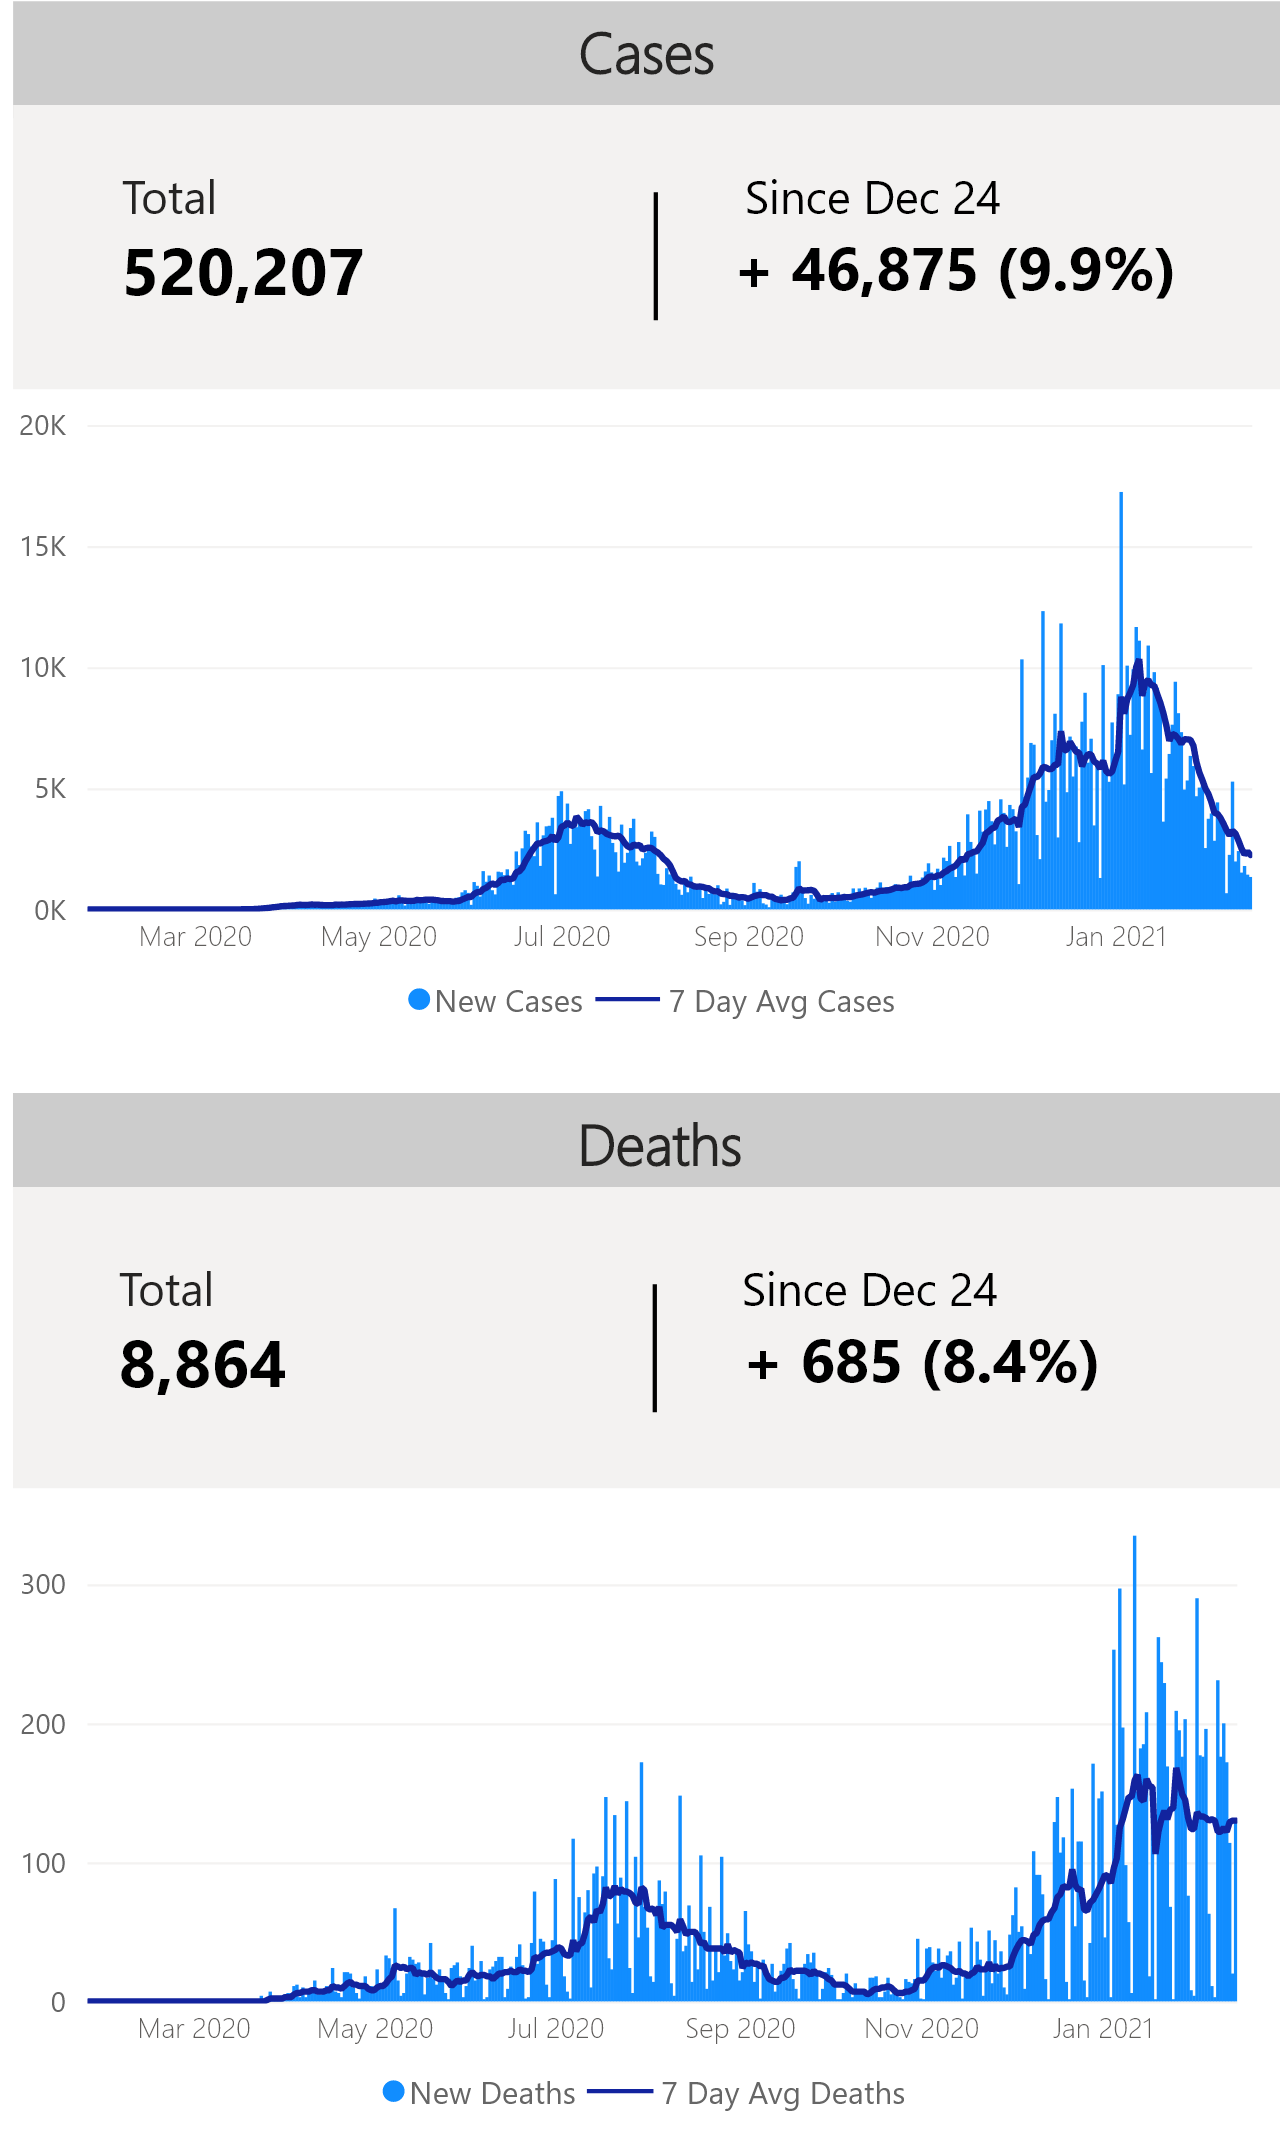 Cases
Total
Since Dec 24
520,207
+ 46,875 (9.9%)
20K
15K
10K
5K
0K
Mar 2020 May 2020 Jul 2020 Sep 2020 Nov 2020 Jan 2021
New Cases 7 Day Avg Cases
Deaths
Total
Since Dec 24
8,864
+ 685 (8.4%)
300
200
100
0
Mar 2020 May 2020 Jul 2020 Sep 2020 Nov 2020 Jan 2021
New Deaths 7 Day Avg Deaths